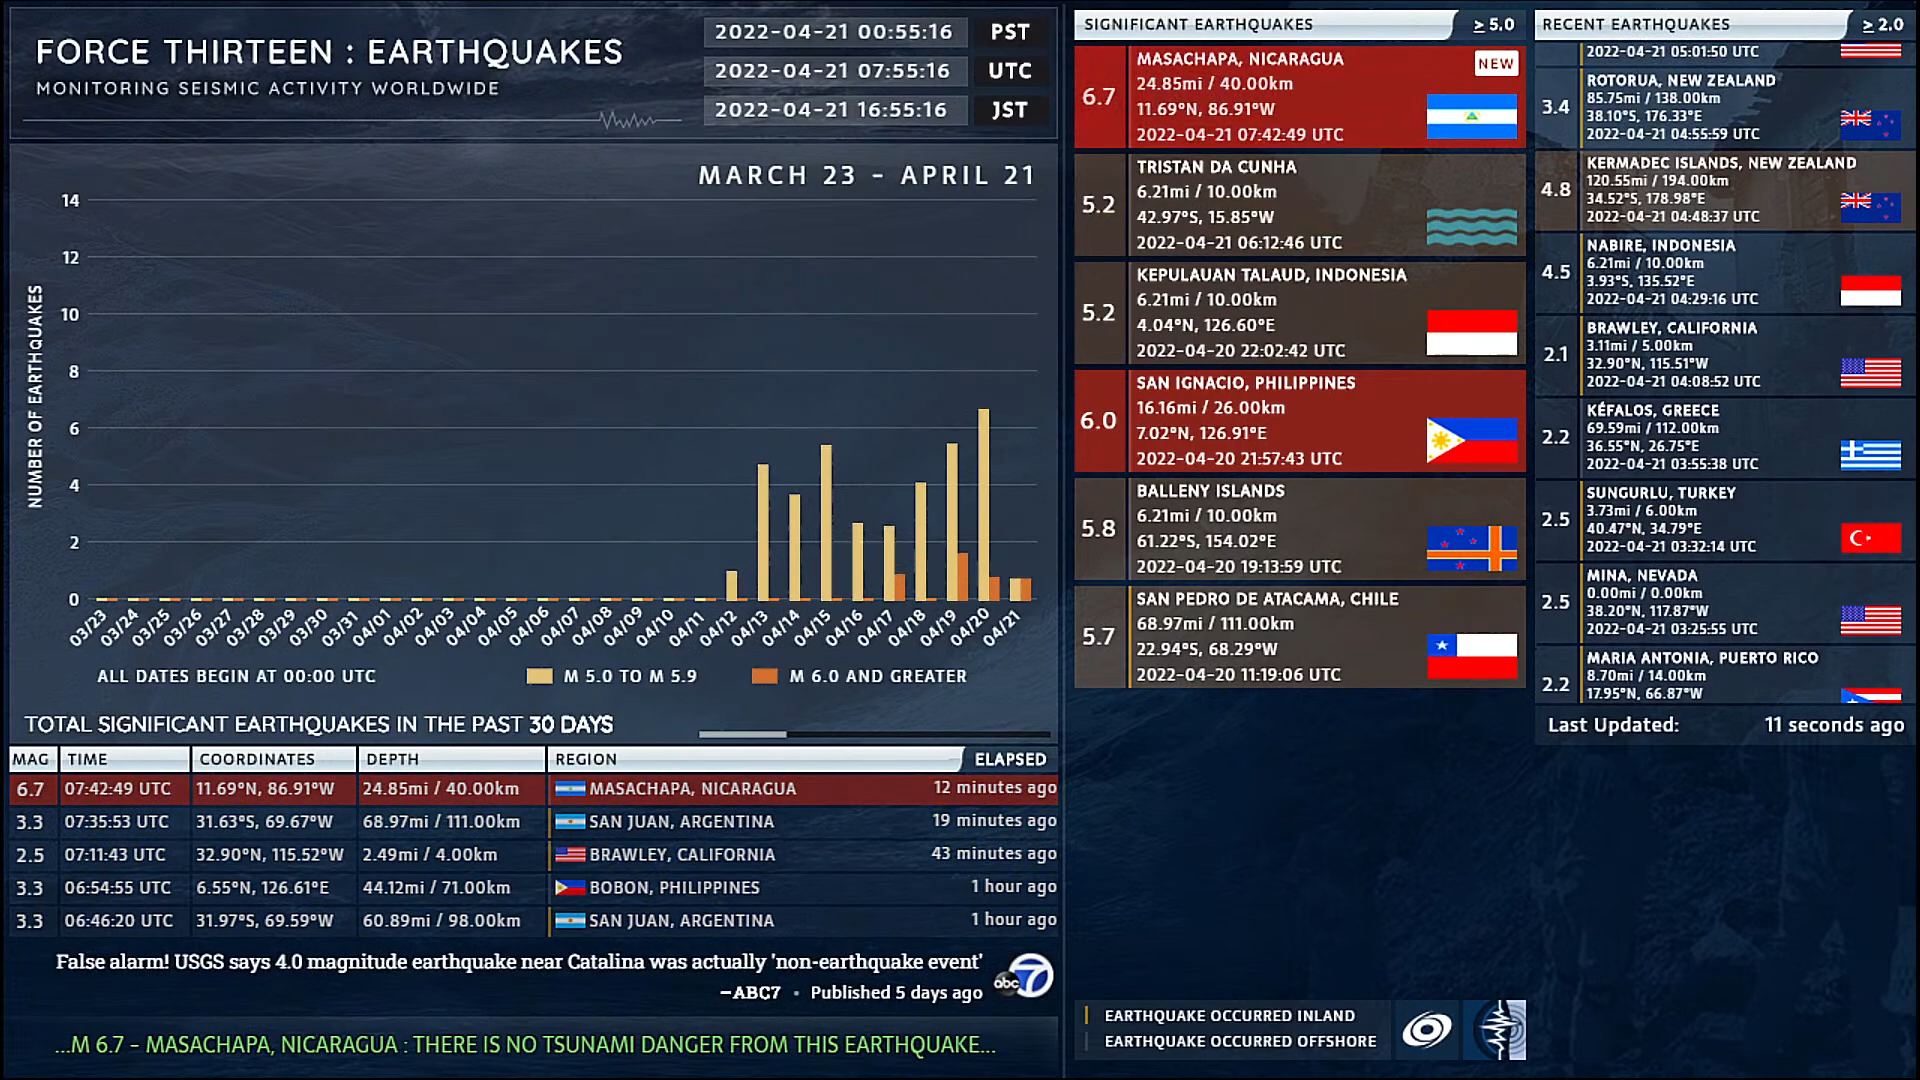 FORCE THIRTEEN : EARTHQUAKES
MONITORING SEISMIC ACTIVITY WORLDWIDE
2022-04-21 00:55:16 PST
2022-04-21 07:55:16 UTC
2022-04-21 16:55:16 JST
MARCH 23 - APRIL 21
NUMBER OF EARTHQUAKES
14
12
10
8
6
4
2
0
03/23 03/24 03/25 03/26 03/27 03/28 03/29 03/30 03/31 04/01 04/02 04/03 04/04 04/05 04/06 04/07 04/08 04/09 04/10 04/11 04/12 04/13 04/14 04/15 04/16 04/17 04/18 04/19 04/20 04/21
ALL DATES BEGIN AT 00:00 UTC
M 5.0 TO M 5.9
M 6.0 AND GREATER
TOTAL SIGNIFICANT EARTHQUAKES IN THE PAST 30 DAYS
MAG TIME COORDINATES DEPTH REGION ELAPSED
6.7 07:42:49 UTC 11.69°N, 86.91°W 24.85mi / 40.00km MASACHAPA, NICARAGUA 12 minutes ago
3.3 07:35:53 UTC 31.63°S, 69.67°W 68.97mi / 111.00km SAN JUAN, ARGENTINA 19 minutes ago
2.5 07:11:43 UTC 32.90°N, 115.52°W 2.49mi / 4.00km BRAWLEY, CALIFORNIA 43 minutes ago
3.3 06:54:55 UTC 6.55°N, 126.61°E 44.12mi / 71.00km BOBON, PHILIPPINES 1 hour ago
3.3 06:46:20 UTC 31.97°S, 69.59°W 60.89mi / 98.00km SAN JUAN, ARGENTINA 1 hour ago
False alarm! USGS says 4.0 magnitude earthquake near Catalina was actually 'non-earthquake event'
–ABC7 • Published 5 days ago
abc 7
...M 6.7 - MASACHAPA, NICARAGUA : THERE IS NO TSUNAMI DANGER FROM THIS EARTHQUAKE...
SIGNIFICANT EARTHQUAKES ≥ 5.0
6.7
MASACHAPA, NICARAGUA
NEW
24.85mi / 40.00km
11.69°N, 86.91°W
2022-04-21 07:42:49 UTC
5.2
TRISTAN DA CUNHA
6.21mi / 10.00km
42.97°S, 15.85°W
2022-04-21 06:12:46 UTC
5.2
KEPULAUAN TALAUD, INDONESIA
6.21mi / 10.00km
4.04°N, 126.60°E
2022-04-20 22:02:42 UTC
6.0
SAN IGNACIO, PHILIPPINES
16.16mi / 26.00km
7.02°N, 126.91°E
2022-04-20 21:57:43 UTC
5.8
BALLENY ISLANDS
6.21mi / 10.00km
61.22°S, 154.02°E
2022-04-20 19:13:59 UTC
5.7
SAN PEDRO DE ATACAMA, CHILE
68.97mi / 111.00km
22.94°S, 68.29°W
2022-04-20 11:19:06 UTC
EARTHQUAKE OCCURRED INLAND
EARTHQUAKE OCCURRED OFFSHORE
RECENT EARTHQUAKES ≥ 2.0
2022-04-21 05:01:50 UTC
3.4
ROTORUA, NEW ZEALAND
85.75mi / 138.00km
38.10°S, 176.33°E
2022-04-21 04:55:59 UTC
4.8
KERMADEC ISLANDS, NEW ZEALAND
120.55mi / 194.00km
34.52°S, 178.98°E
2022-04-21 04:48:37 UTC
4.5
NABIRE, INDONESIA
6.21mi / 10.00km
3.93°S, 135.52°E
2022-04-21 04:29:16 UTC
2.1
BRAWLEY, CALIFORNIA
3.11mi / 5.00km
32.90°N, 115.51°W
2022-04-21 04:08:52 UTC
2.2
KÉFALOS, GREECE
69.59mi / 112.00km
36.55°N, 26.75°E
2022-04-21 03:55:38 UTC
2.5
SUNGURLU, TURKEY
3.73mi / 6.00km
40.47°N, 34.79°E
2022-04-21 03:32:14 UTC
2.5
MINA, NEVADA
0.00mi / 0.00km
38.20°N, 117.87°W
2022-04-21 03:25:55 UTC
2.2
MARIA ANTONIA, PUERTO RICO
8.70mi / 14.00km
17.95°N, 66.87°W
Last Updated: 11 seconds ago